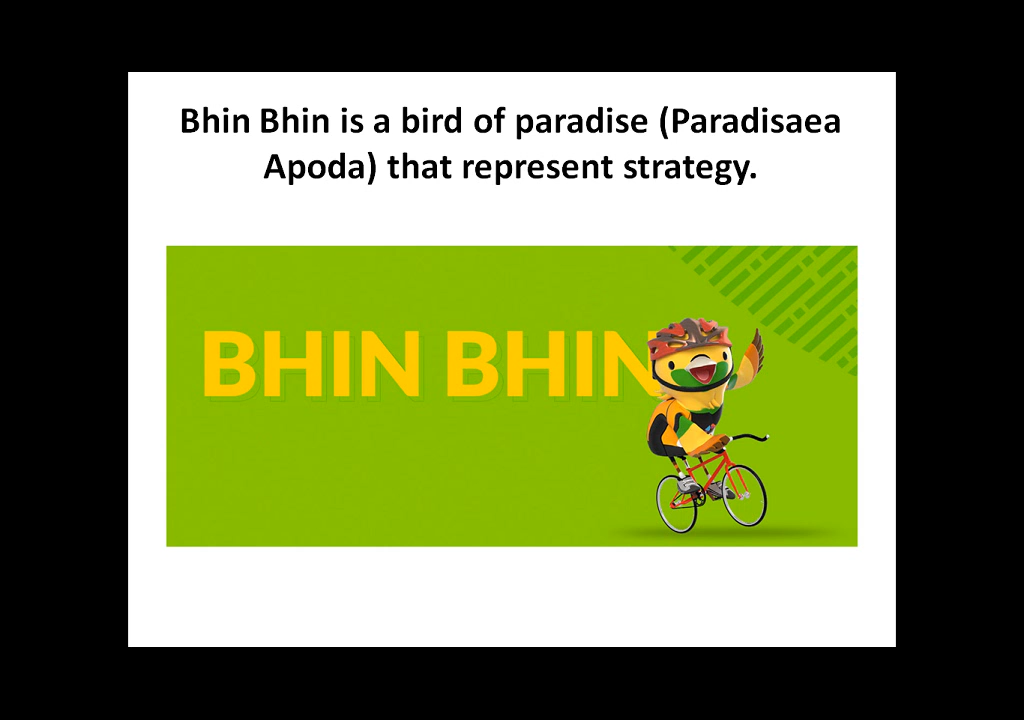 Bhin Bhin is a bird of paradise (Paradisaea
Apoda) that represent strategy.
BHIN BHIN